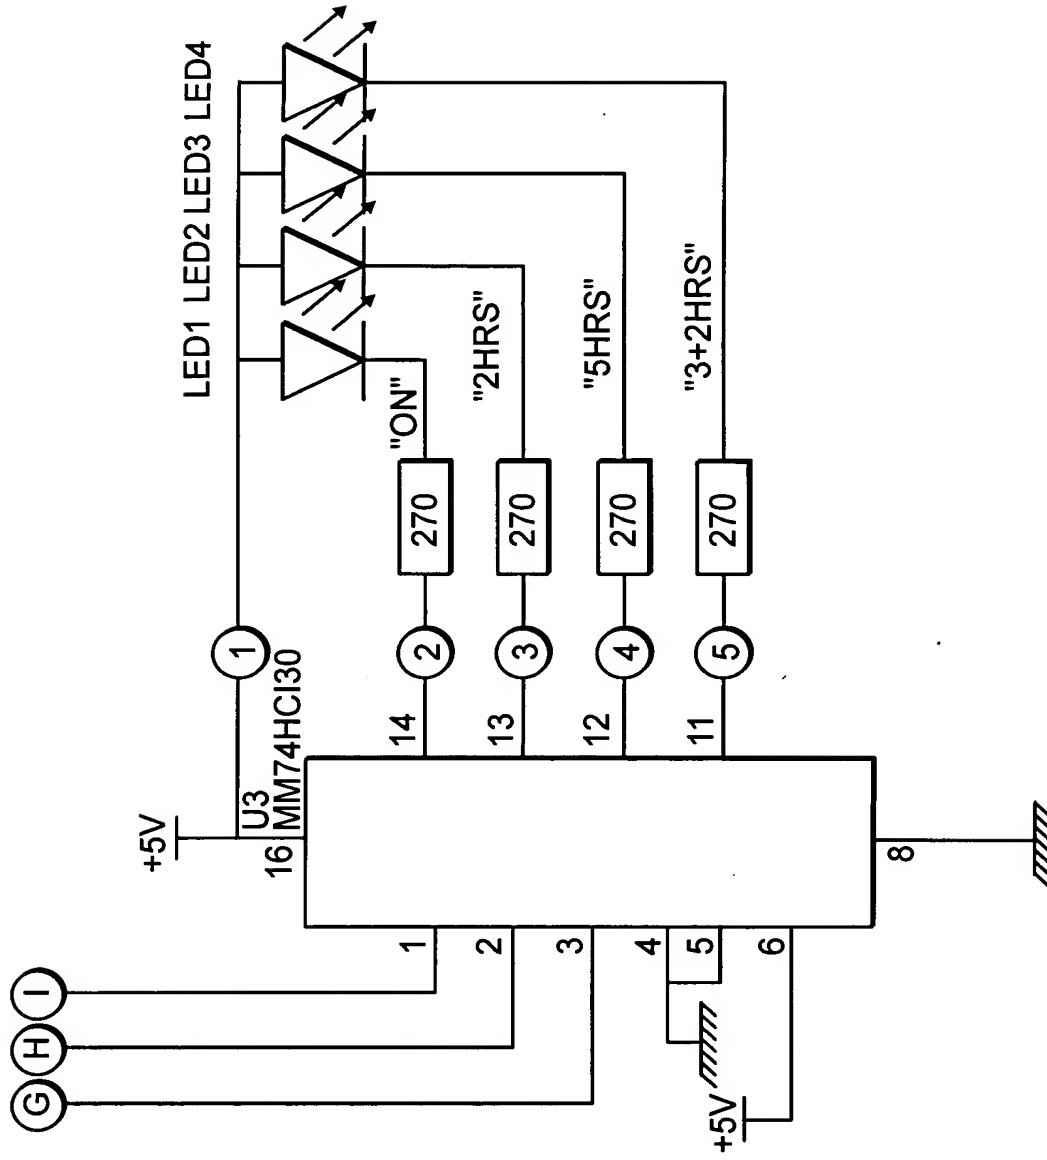 LED1 LED2 LED3 LED4
+5V
U3
MM74HCI30
16
1
"ON"
"2HRS"
"5HRS"
"3+2HRS"
270
270
270
270
2
3
4
5
14
13
12
11
8
1
2
3
4
5
6
I
H
G
+5V